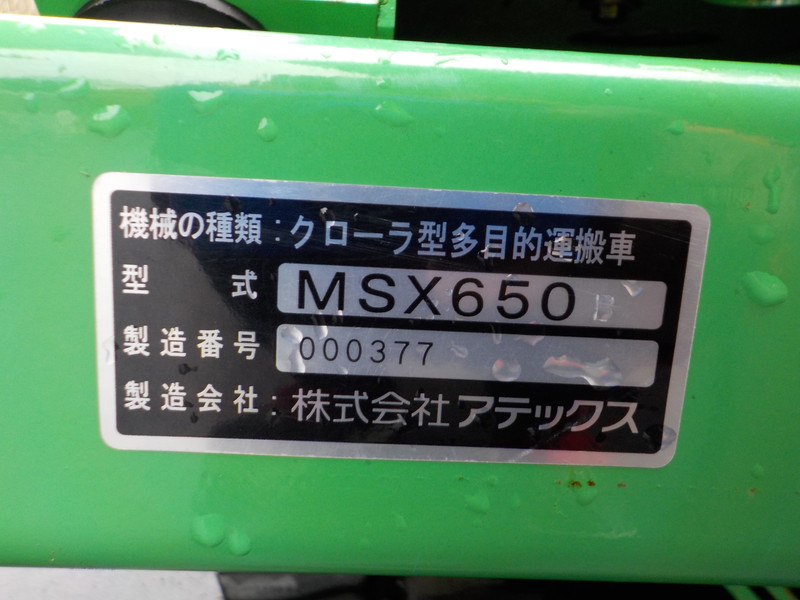 機械の種類：クローラ型多目的運搬車
型式 MSX650
製造番号 000377
製造会社：株式会社アテックス